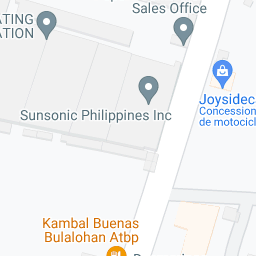 ATING
ATION
Sales Office
Sunsonic Philippines Inc
Joysidec
Concession
de motocicl
Kambal Buenas
Bulalohan Atbp